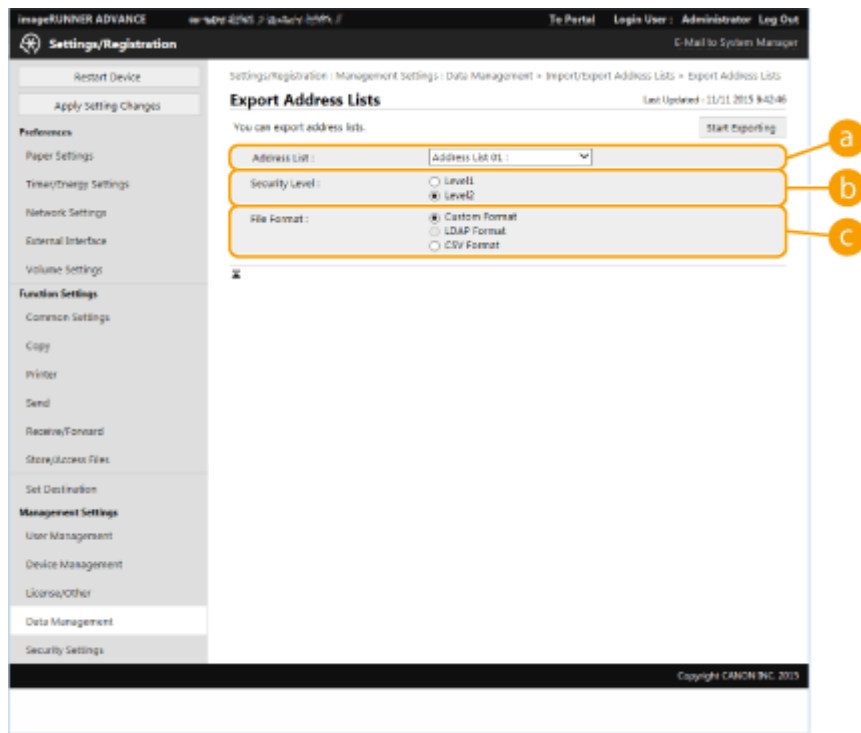 imageRUNNER ADVANCE
To Portal Login User : Administrator Log Out
Settings/Registration
E-Mail to System Manager
Restart Device
Apply Setting Changes
Preferences
Paper Settings
Timer/Energy Settings
Network Settings
External Interface
Volume Settings
Function Settings
Common Settings
Copy
Printer
Send
Receive/Forward
Store/Access Files
Set Destination
Management Settings
User Management
Device Management
License/Other
Data Management
Security Settings
Settings/Registration : Management Settings : Data Management > Import/Export Address Lists > Export Address Lists
Export Address Lists
Last Updated : 11/11 2015 9:42:46
You can export address lists.
Start Exporting
Address List :
Address List 01 :
a
Security Level :
Level1
Level2
b
File Format :
Custom Format
LDAP Format
CSV Format
c
Copyright CANON INC. 2015